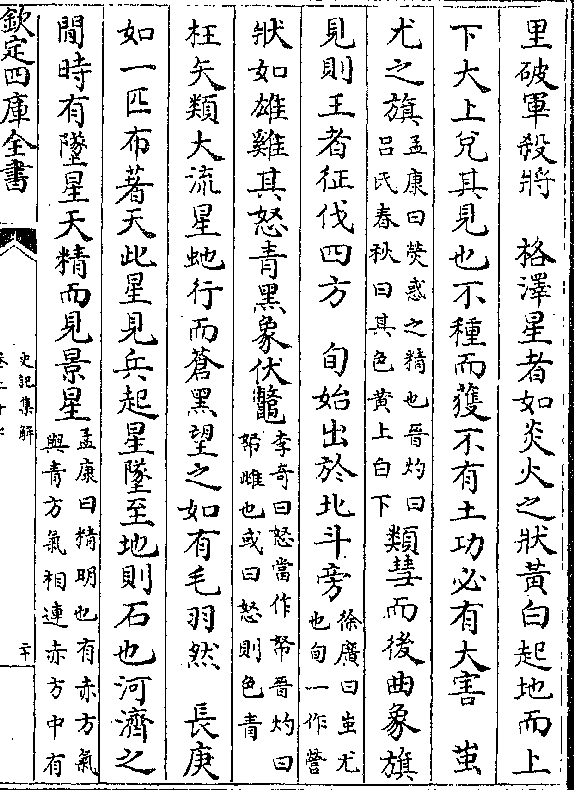 里破軍殺將　格澤星者如炎火之狀黄白起地而上
下大上兌其見也不種而獲不有土功必有大害　蚩
尤之旗孟康曰熒惑之精也晉灼曰吕氏春秋曰其色黄上白下類彗而後曲象旗
見則王者征伐四方　旬始出於北斗旁徐廣曰蚩尤也旬一作營
狀如雄雞其怒青黑象伏鼈李奇曰怒當作帑晉灼曰帑雌也或曰怒則色青
枉矢類大流星虵行而蒼黑望之如有毛羽然　長庚
如一匹布著天此星見兵起星墜至地則石也河濟之
間時有墜星天精而見景星孟康曰精明也有赤方氣與青方氣相連赤方中有
欽定四庫全書
史記集解
二十